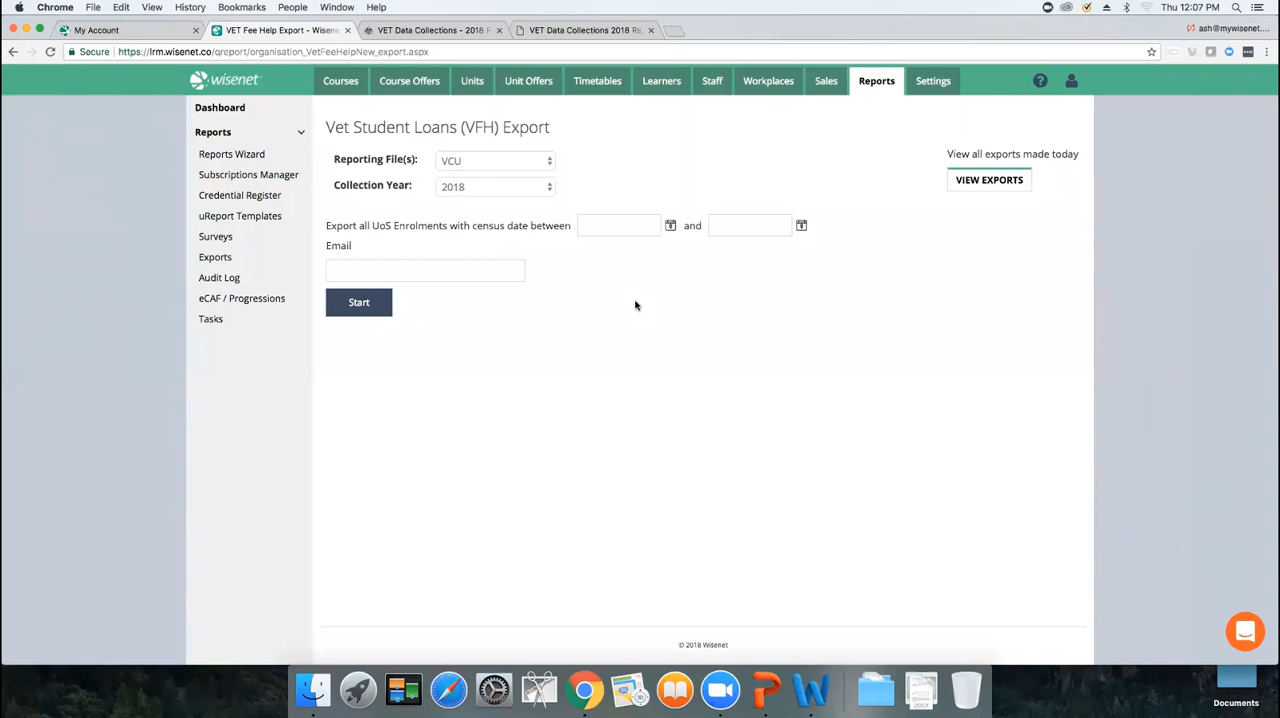 Chrome File Edit View History Bookmarks People Window Help Thu 12:07 PM
My Account VET Fee Help Export - Wisene VET Data Collections - 2018 R VET Data Collections 2018 Re ash@mywisenet....
Secure https://lrm.wisenet.co/qreport/organisation_VetFeeHelpNew_export.aspx
wisenet Courses Course Offers Units Unit Offers Timetables Learners Staff Workplaces Sales Reports Settings
Dashboard
Reports
Reports Wizard
Subscriptions Manager
Credential Register
uReport Templates
Surveys
Exports
Audit Log
eCAF / Progressions
Tasks
Vet Student Loans (VFH) Export
Reporting File(s): VCU
Collection Year: 2018
View all exports made today
VIEW EXPORTS
Export all UoS Enrolments with census date between and
Email
Start
© 2018 Wisenet
Documents